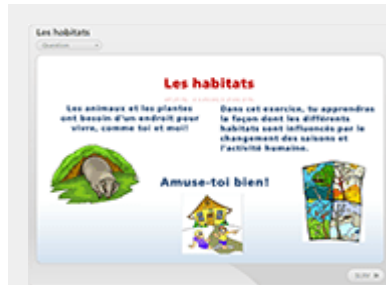 Les habitats
Question
Les habitats
Les animaux et les plantes
ont besoin d'un endroit pour
vivre, comme toi et moi!
Dans cet exercice, tu apprendras
la façon dont les différents
habitats sont influencés par le
changement des saisons et
l'activité humaine.
Amuse-toi bien!